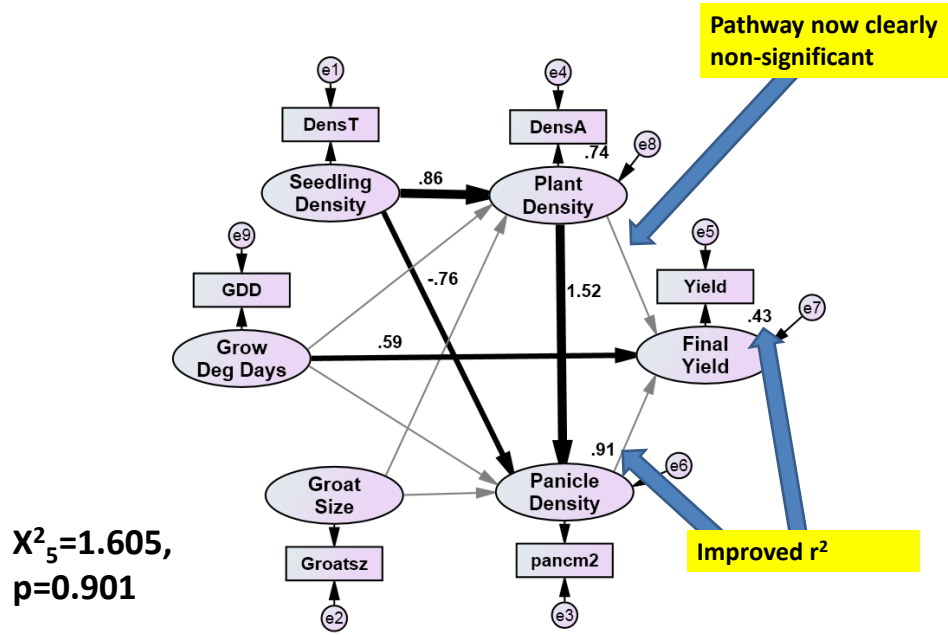 Pathway now clearly
non-significant
e1
e4
DensT
DensA
.74
e8
.86
Seedling
Density
Plant
Density
e9
e5
GDD
-.76
1.52
Yield
.43
e7
.59
Grow
Deg Days
Final
Yield
.91
e6
Groat
Size
Panicle
Density
X²₅=1.605,
p=0.901
Improved r²
Groatsz
pancm2
e2
e3